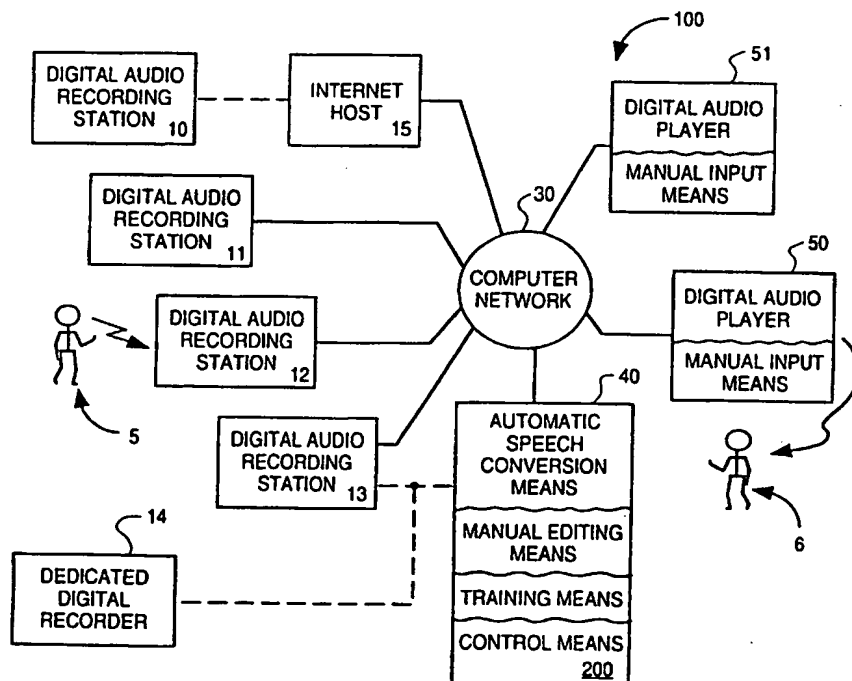 100
DIGITAL AUDIO
RECORDING
STATION 10
INTERNET
HOST 15
51
DIGITAL AUDIO
PLAYER
MANUAL INPUT
MEANS
DIGITAL AUDIO
RECORDING
STATION 11
30
COMPUTER
NETWORK
50
DIGITAL AUDIO
PLAYER
MANUAL INPUT
MEANS
5
DIGITAL AUDIO
RECORDING
STATION 12
40
AUTOMATIC
SPEECH
CONVERSION
MEANS
MANUAL EDITING
MEANS
TRAINING MEANS
CONTROL MEANS
200
6
DIGITAL AUDIO
RECORDING
STATION 13
14
DEDICATED
DIGITAL
RECORDER